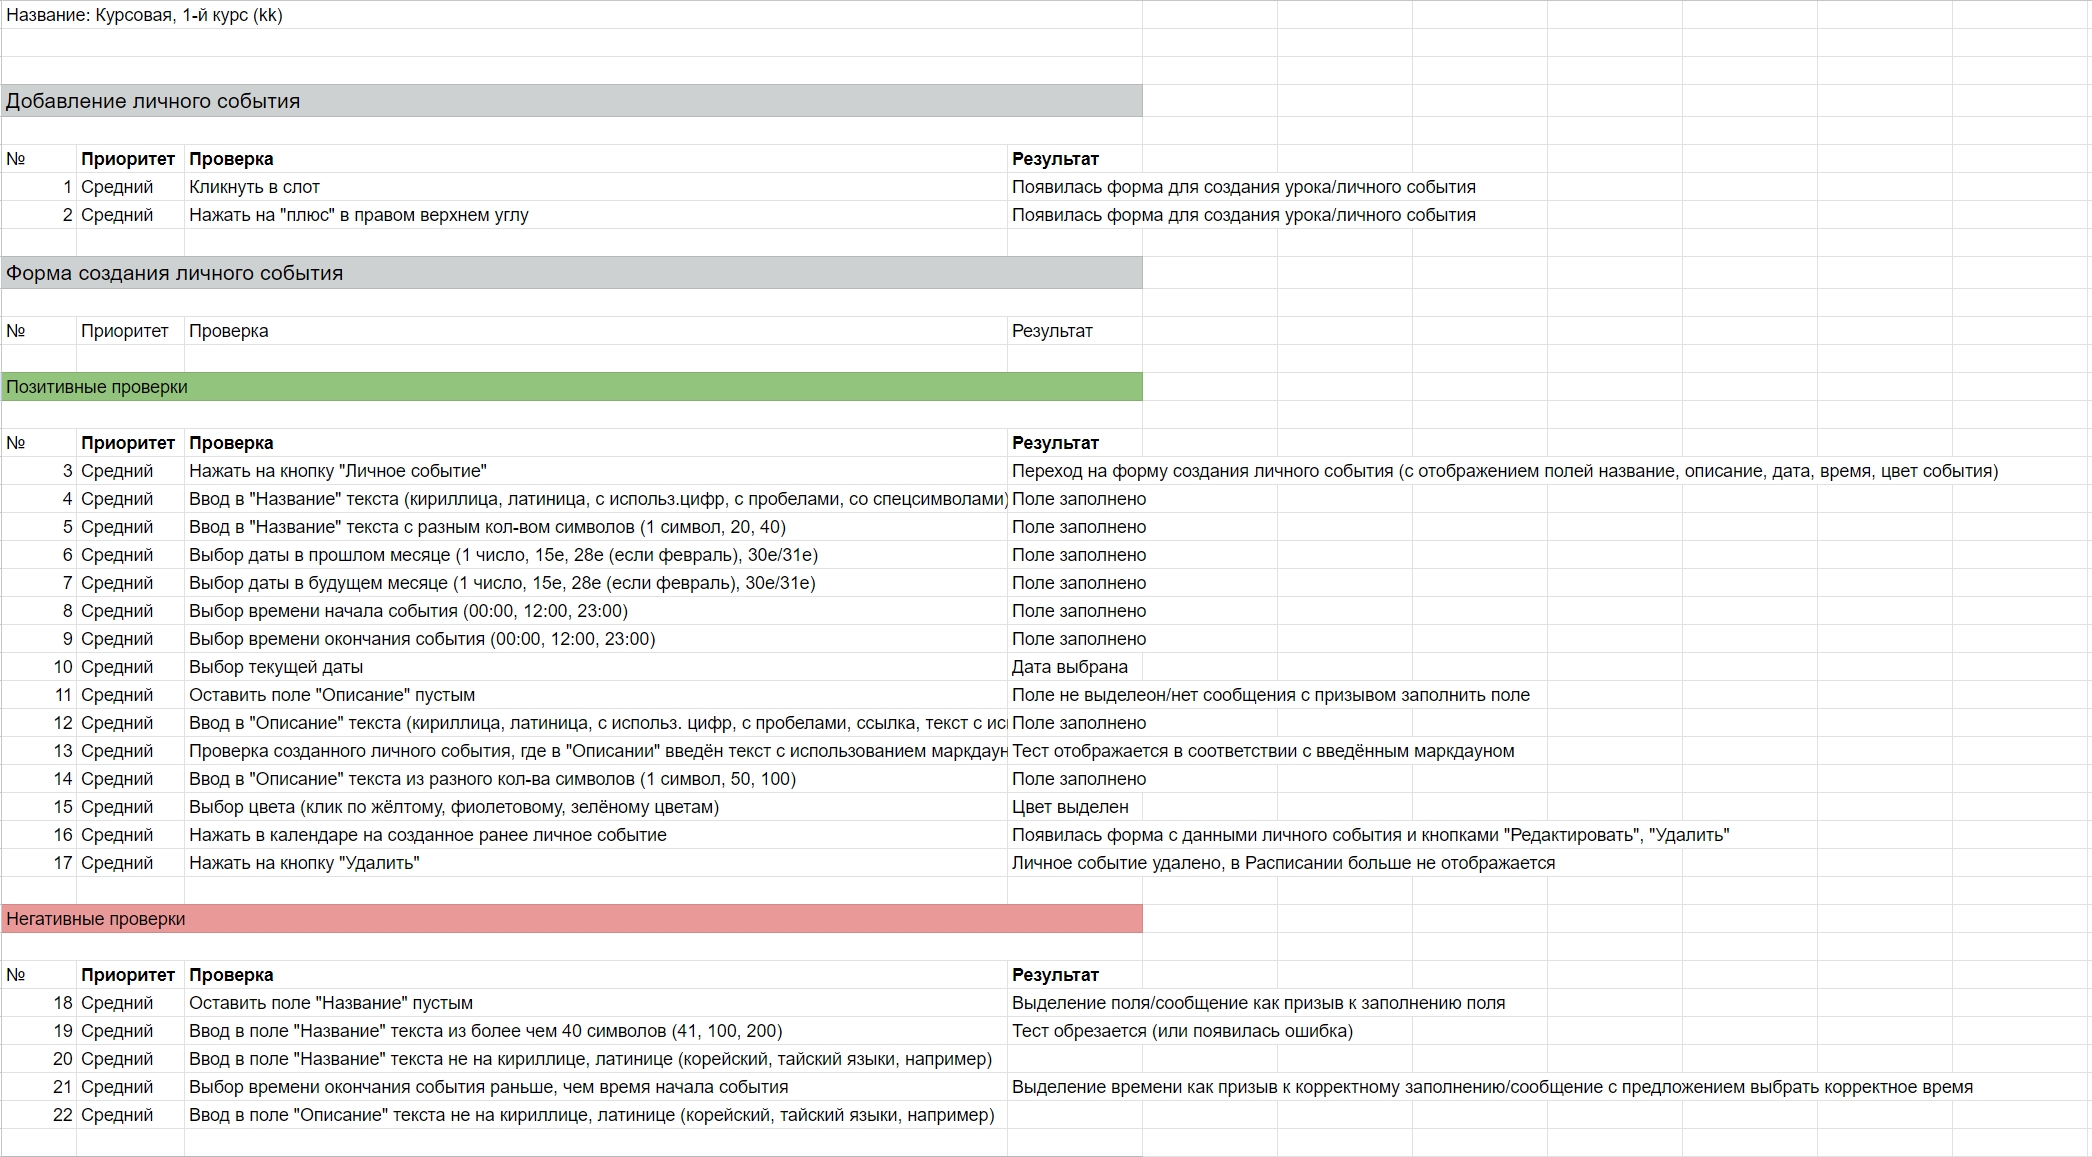 Название: Курсовая, 1-й курс (kk)
Добавление личного события
№ Приоритет Проверка Результат
1 Средний Кликнуть в слот Появилась форма для создания урока/личного события
2 Средний Нажать на "плюс" в правом верхнем углу Появилась форма для создания урока/личного события
Форма создания личного события
№ Приоритет Проверка Результат
Позитивные проверки
№ Приоритет Проверка Результат
3 Средний Нажать на кнопку "Личное событие" Переход на форму создания личного события (с отображением полей название, описание, дата, время, цвет события)
4 Средний Ввод в "Название" текста (кириллица, латиница, с использ.цифр, с пробелами, со спецсимволами) Поле заполнено
5 Средний Ввод в "Название" текста с разным кол-вом символов (1 символ, 20, 40) Поле заполнено
6 Средний Выбор даты в прошлом месяце (1 число, 15е, 28е (если февраль), 30е/31е) Поле заполнено
7 Средний Выбор даты в будущем месяце (1 число, 15е, 28е (если февраль), 30е/31е) Поле заполнено
8 Средний Выбор времени начала события (00:00, 12:00, 23:00) Поле заполнено
9 Средний Выбор времени окончания события (00:00, 12:00, 23:00) Поле заполнено
10 Средний Выбор текущей даты Дата выбрана
11 Средний Оставить поле "Описание" пустым Поле не выделеон/нет сообщения с призывом заполнить поле
12 Средний Ввод в "Описание" текста (кириллица, латиница, с использ. цифр, с пробелами, ссылка, текст с ис Поле заполнено
13 Средний Проверка созданного личного события, где в "Описании" введён текст с использованием маркдаун Тест отображается в соответствии с введённым маркдауном
14 Средний Ввод в "Описание" текста из разного кол-ва символов (1 символ, 50, 100) Поле заполнено
15 Средний Выбор цвета (клик по жёлтому, фиолетовому, зелёному цветам) Цвет выделен
16 Средний Нажать в календаре на созданное ранее личное событие Появилась форма с данными личного события и кнопками "Редактировать", "Удалить"
17 Средний Нажать на кнопку "Удалить" Личное событие удалено, в Расписании больше не отображается
Негативные проверки
№ Приоритет Проверка Результат
18 Средний Оставить поле "Название" пустым Выделение поля/сообщение как призыв к заполнению поля
19 Средний Ввод в поле "Название" текста из более чем 40 символов (41, 100, 200) Тест обрезается (или появилась ошибка)
20 Средний Ввод в поле "Название" текста не на кириллице, латинице (корейский, тайский языки, например)
21 Средний Выбор времени окончания события раньше, чем время начала события Выделение времени как призыв к корректному заполнению/сообщение с предложением выбрать корректное время
22 Средний Ввод в поле "Описание" текста не на кириллице, латинице (корейский, тайский языки, например)